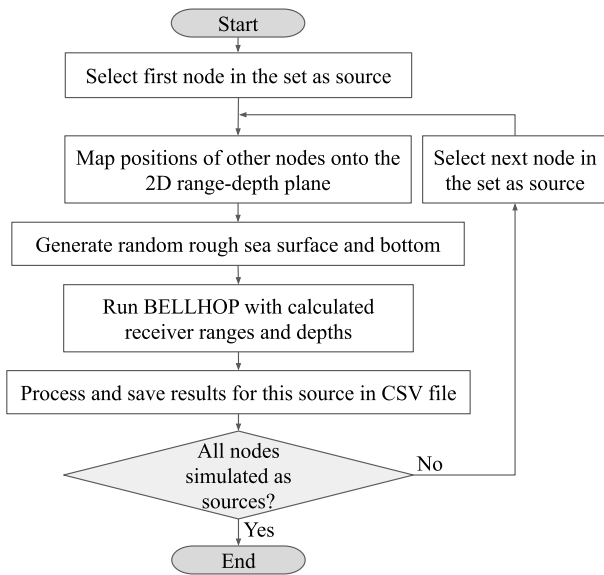 Start
Select first node in the set as source
Map positions of other nodes onto the
2D range-depth plane
Select next node in
the set as source
Generate random rough sea surface and bottom
Run BELLHOP with calculated
receiver ranges and depths
Process and save results for this source in CSV file
All nodes
simulated as
sources?
No
Yes
End